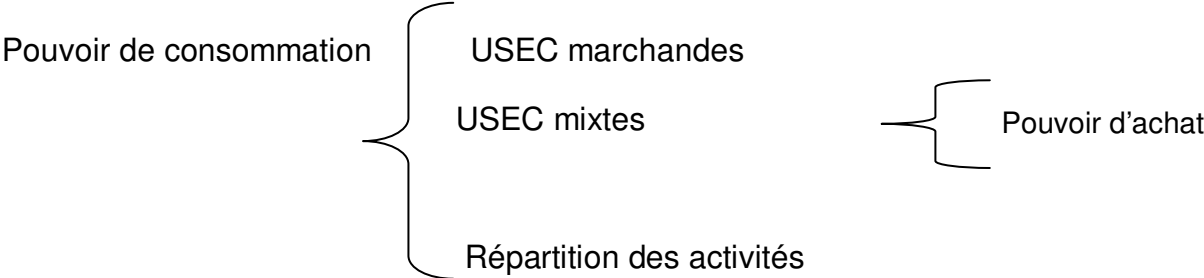 Pouvoir de consommation
USEC marchandes
USEC mixtes
Pouvoir d'achat
Répartition des activités